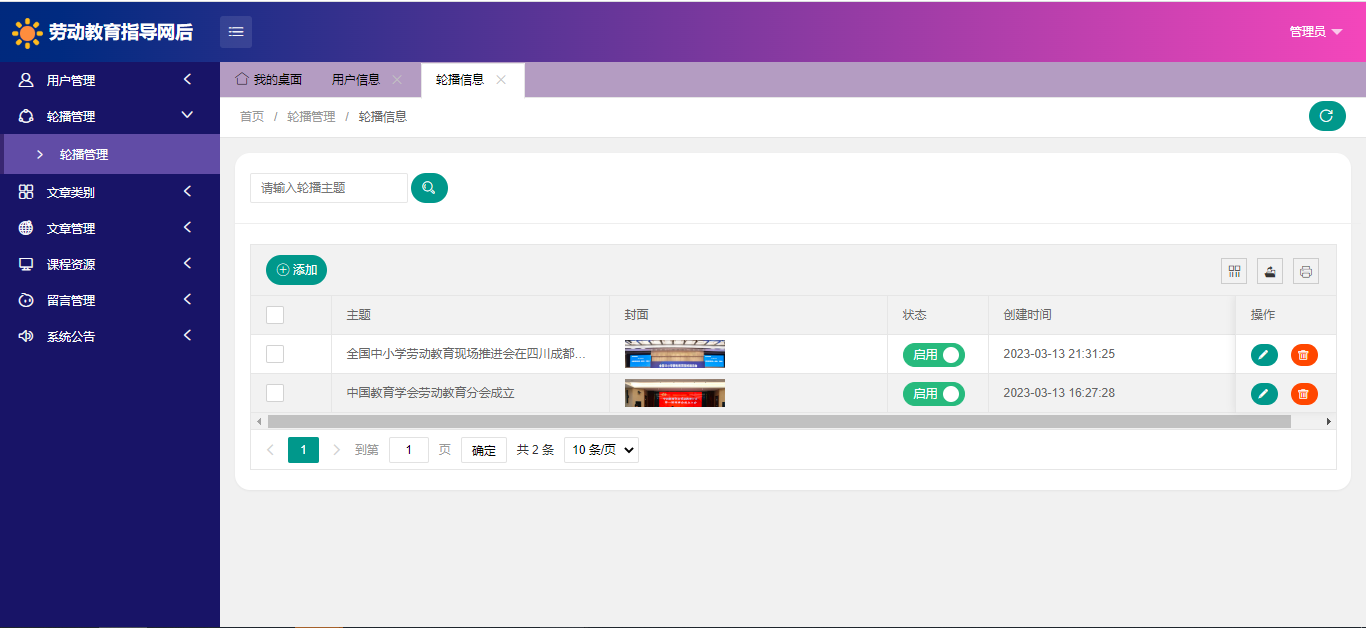 劳动教育指导网后
管理员
用户管理
轮播管理
轮播管理
文章类别
文章管理
课程资源
留言管理
系统公告
我的桌面 用户信息 轮播信息
首页 / 轮播管理 / 轮播信息
请输入轮播主题
添加
主题 封面 状态 创建时间 操作
全国中小学劳动教育现场推进会在四川成都... 启用 2023-03-13 21:31:25
中国教育学会劳动教育分会成立 启用 2023-03-13 16:27:28
1 到第 1 页 确定 共 2 条 10 条/页